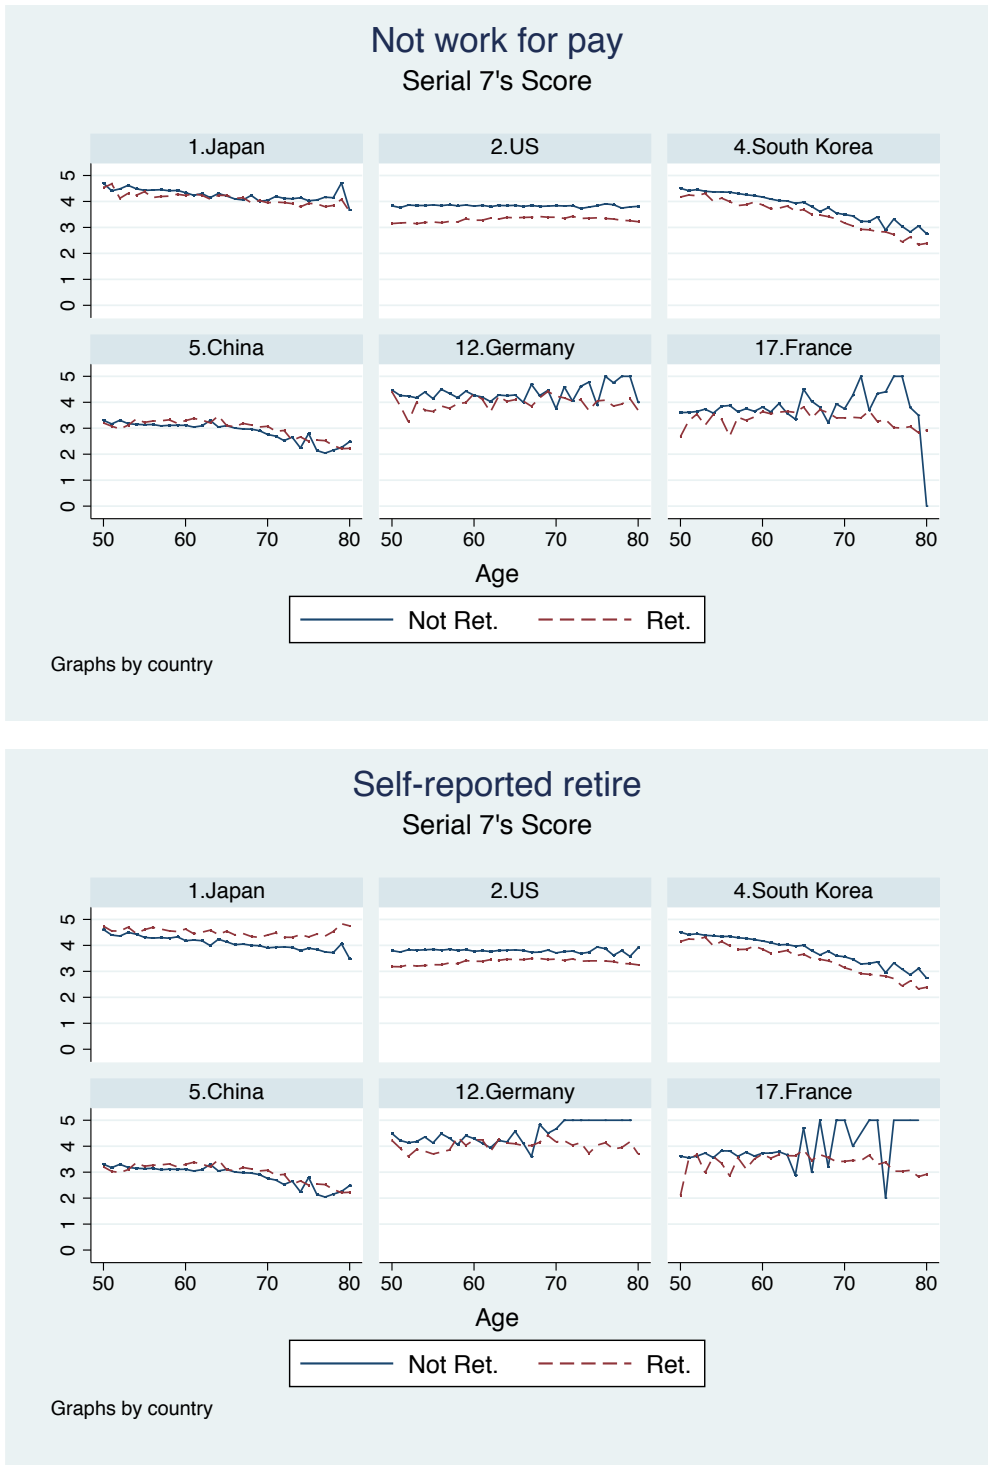 Not work for pay
Serial 7's Score
1.Japan
2.US
4.South Korea
5
4
3
2
1
0
5.China
12.Germany
17.France
5
4
3
2
1
0
50 60 70 80
50 60 70 80
50 60 70 80
Age
Not Ret.
Ret.
Graphs by country
Self-reported retire
Serial 7's Score
1.Japan
2.US
4.South Korea
5
4
3
2
1
0
5.China
12.Germany
17.France
5
4
3
2
1
0
50 60 70 80
50 60 70 80
50 60 70 80
Age
Not Ret.
Ret.
Graphs by country